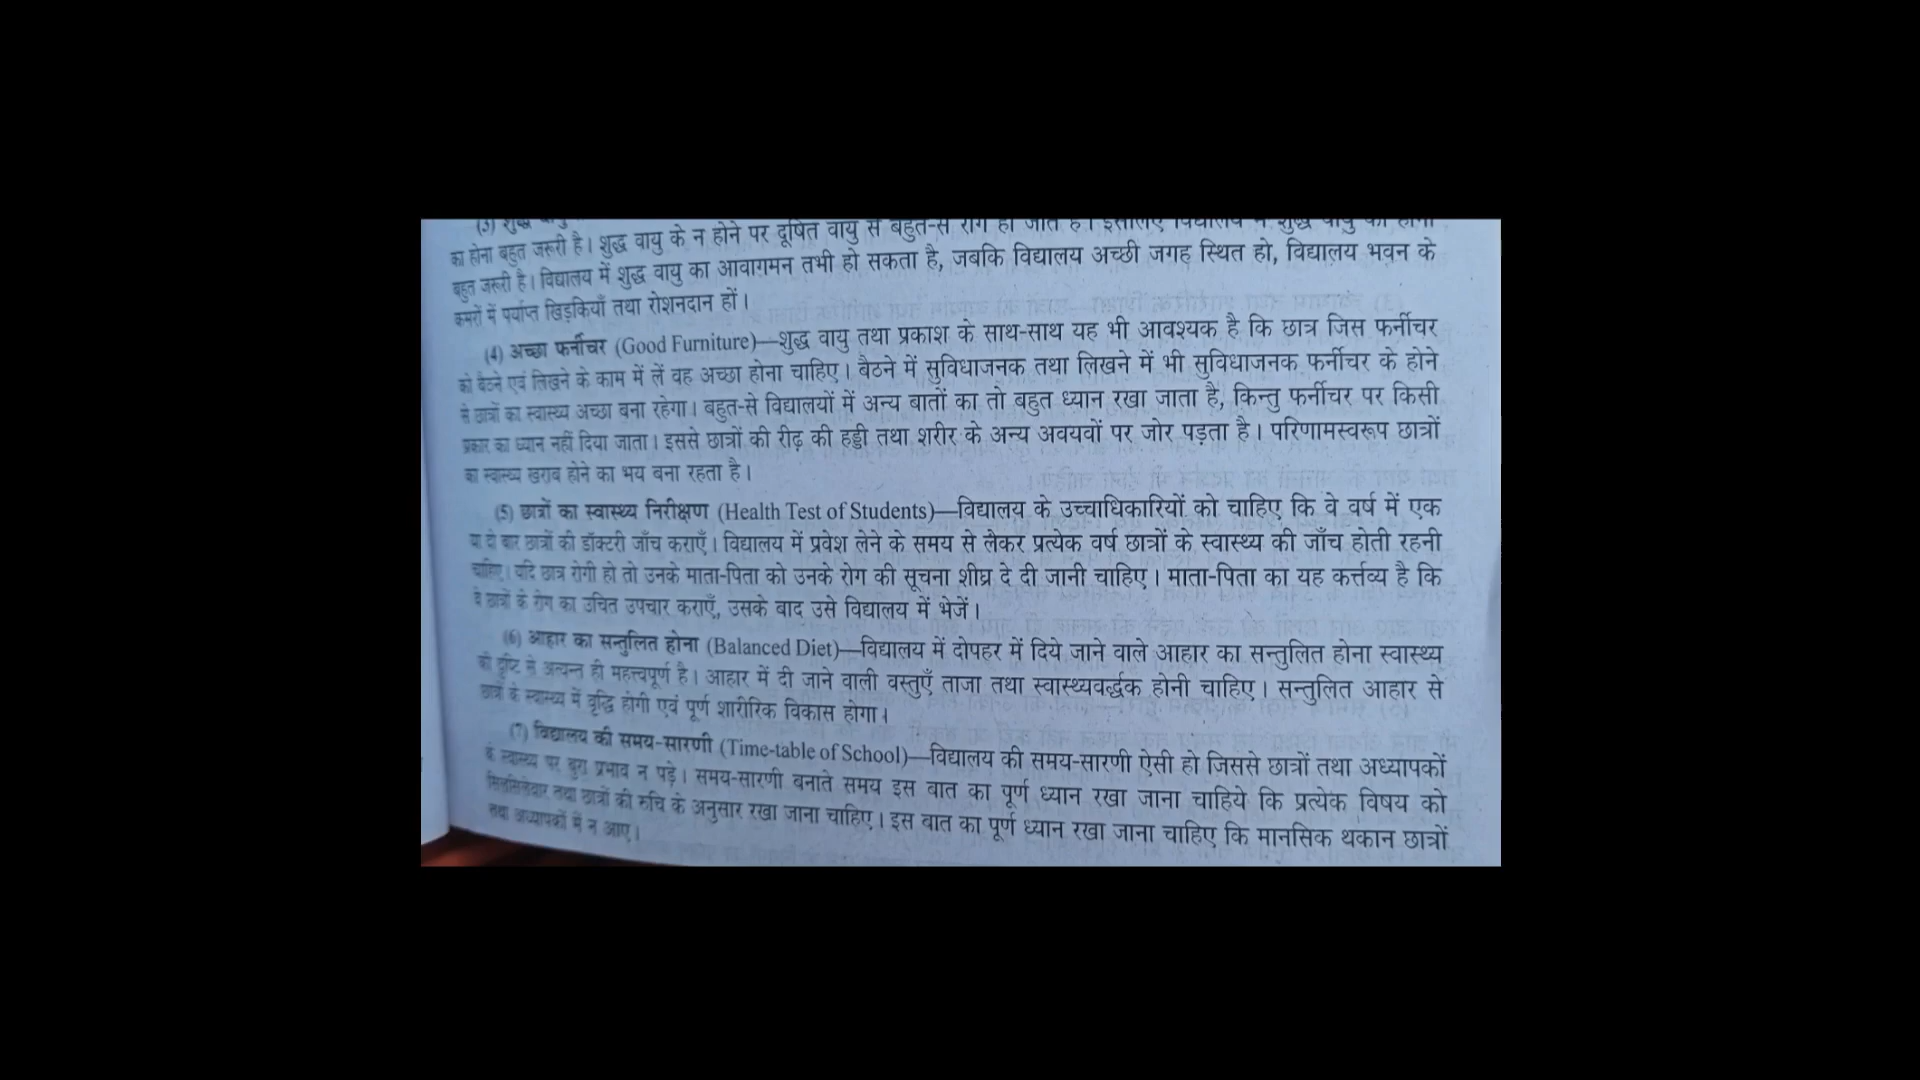 (3) शुद्ध वायु
का होना बहुत जरूरी है। शुद्ध वायु के न होने पर दूषित वायु से बहुत-से रोग हो जाते हैं। इसीलिए विद्यालय में शुद्ध वायु का होना
बहुत जरूरी है। विद्यालय में शुद्ध वायु का आवागमन तभी हो सकता है, जबकि विद्यालय अच्छी जगह स्थित हो, विद्यालय भवन के
कमरों में पर्याप्त खिड़कियाँ तथा रोशनदान हों।
(4) अच्छा फर्नीचर (Good Furniture)—शुद्ध वायु तथा प्रकाश के साथ-साथ यह भी आवश्यक है कि छात्र जिस फर्नीचर
को बैठने एवं लिखने के काम में लें वह अच्छा होना चाहिए। बैठने में सुविधाजनक तथा लिखने में भी सुविधाजनक फर्नीचर के होने
से छात्रों का स्वास्थ्य अच्छा बना रहेगा। बहुत-से विद्यालयों में अन्य बातों का तो बहुत ध्यान रखा जाता है, किन्तु फर्नीचर पर किसी
प्रकार का ध्यान नहीं दिया जाता। इससे छात्रों की रीढ़ की हड्डी तथा शरीर के अन्य अवयवों पर जोर पड़ता है। परिणामस्वरूप छात्रों
का स्वास्थ्य खराब होने का भय बना रहता है।
(5) छात्रों का स्वास्थ्य निरीक्षण (Health Test of Students)—विद्यालय के उच्चाधिकारियों को चाहिए कि वे वर्ष में एक
या दो बार छात्रों की डॉक्टरी जाँच कराएँ। विद्यालय में प्रवेश लेने के समय से लेकर प्रत्येक वर्ष छात्रों के स्वास्थ्य की जाँच होती रहनी
चाहिए। यदि छात्र रोगी हो तो उनके माता-पिता को उनके रोग की सूचना शीघ्र दे दी जानी चाहिए। माता-पिता का यह कर्त्तव्य है कि
वे छात्रों के रोग का उचित उपचार कराएँ, उसके बाद उसे विद्यालय में भेजें।
(6) आहार का सन्तुलित होना (Balanced Diet)—विद्यालय में दोपहर में दिये जाने वाले आहार का सन्तुलित होना स्वास्थ्य
की दृष्टि से अत्यन्त ही महत्त्वपूर्ण है। आहार में दी जाने वाली वस्तुएँ ताजा तथा स्वास्थ्यवर्द्धक होनी चाहिए। सन्तुलित आहार से
छात्रों के स्वास्थ्य में वृद्धि होगी एवं पूर्ण शारीरिक विकास होगा।
(7) विद्यालय की समय-सारणी (Time-table of School)—विद्यालय की समय-सारणी ऐसी हो जिससे छात्रों तथा अध्यापकों
के स्वास्थ्य पर बुरा प्रभाव न पड़े। समय-सारणी बनाते समय इस बात का पूर्ण ध्यान रखा जाना चाहिये कि प्रत्येक विषय को
सिलसिलेवार तथा छात्रों की रुचि के अनुसार रखा जाना चाहिए। इस बात का पूर्ण ध्यान रखा जाना चाहिए कि मानसिक थकान छात्रों
तथा अध्यापकों में न आए।